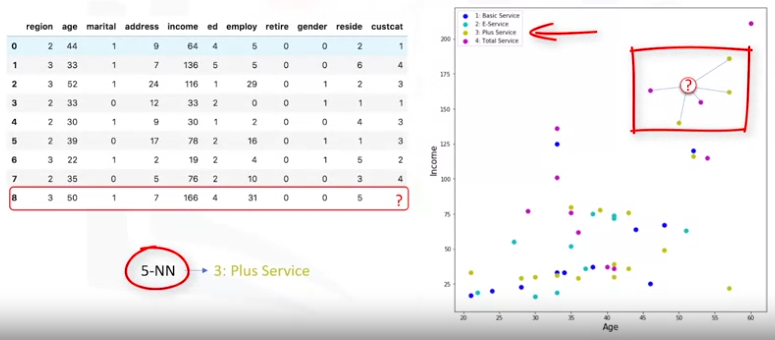 region age marital address income ed employ retire gender reside custcat
0 2 44 1 9 64 4 5 0 0 2 1
1 3 33 1 7 136 5 5 0 0 6 4
2 3 52 1 24 116 1 29 0 1 2 3
3 2 33 0 12 33 2 0 0 1 1 1
4 2 30 1 9 30 1 2 0 0 4 3
5 2 39 0 17 78 2 16 0 1 1 3
6 3 22 1 2 19 2 4 0 1 5 2
7 2 35 0 5 76 2 10 0 0 3 4
8 3 50 1 7 166 4 31 0 0 5 ?
5-NN
3: Plus Service
1: Basic Service
2: E-Service
3: Plus Service
4: Total Service
?
200
175
150
125
100
75
50
25
Income
20 25 30 35 40 45 50 55 60
Age